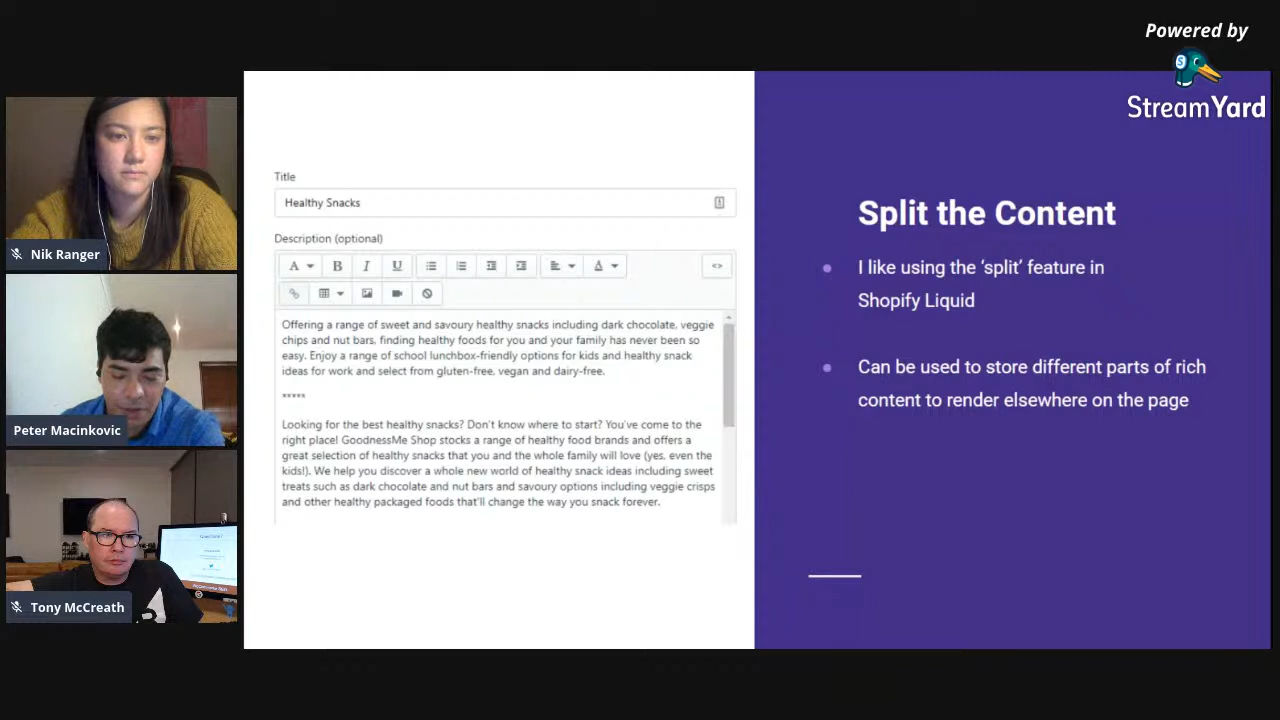 Powered by
StreamYard
Nik Ranger
Peter Macinkovic
Tony McCreath
Title
Healthy Snacks
Description (optional)
A
B
I
U
A
<>
Offering a range of sweet and savoury healthy snacks including dark chocolate, veggie
chips and nut bars, finding healthy foods for you and your family has never been so
easy. Enjoy a range of school lunchbox-friendly options for kids and healthy snack
ideas for work and select from gluten-free, vegan and dairy-free.
*****
Looking for the best healthy snacks? Don't know where to start? You've come to the
right place! GoodnessMe Shop stocks a range of healthy food brands and offers a
great selection of healthy snacks that you and the whole family will love (yes, even the
kids!). We help you discover a whole new world of healthy snack ideas including sweet
treats such as dark chocolate and nut bars and savoury options including veggie crisps
and other healthy packaged foods that'll change the way you snack forever.
Split the Content
I like using the ‘split’ feature in
Shopify Liquid
Can be used to store different parts of rich
content to render elsewhere on the page